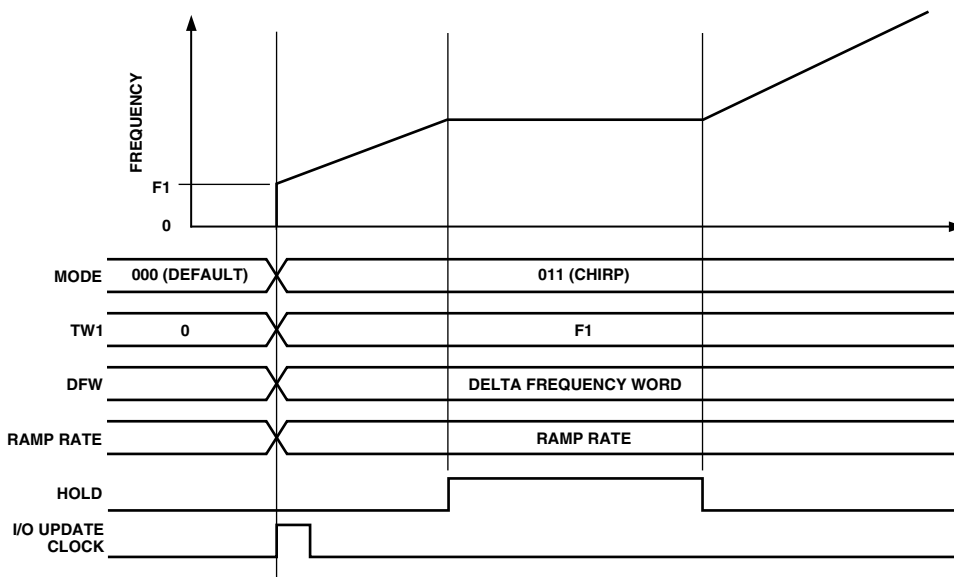 FREQUENCY
F1
0
MODE 000 (DEFAULT) 011 (CHIRP)
TW1 0 F1
DFW DELTA FREQUENCY WORD
RAMP RATE RAMP RATE
HOLD
I/O UPDATE
CLOCK